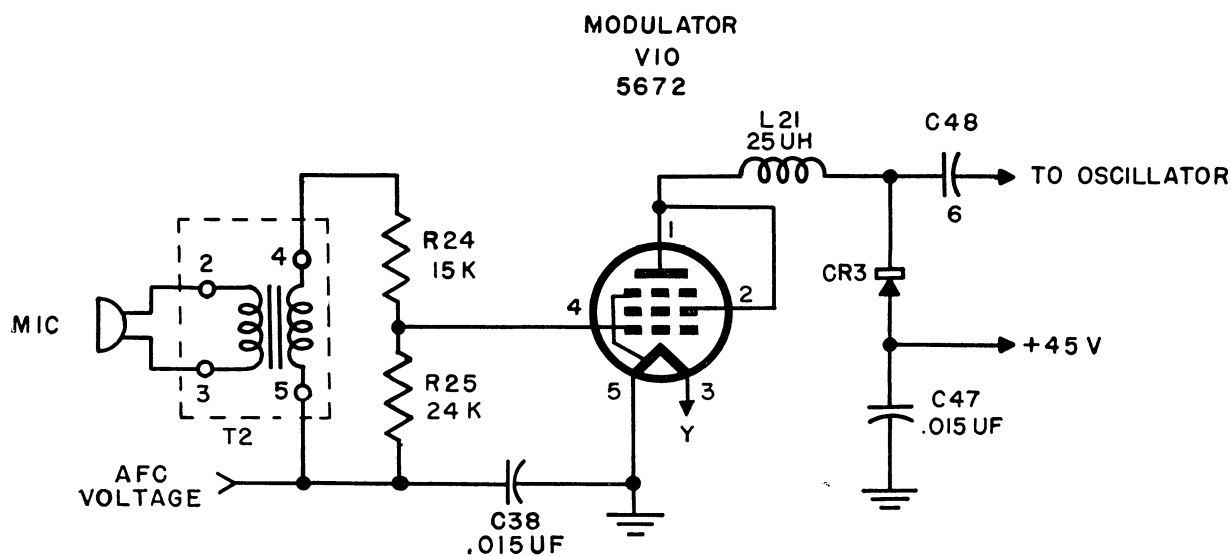 MODULATOR
V10
5672
L21
25 UH
C48
TO OSCILLATOR
6
1
2
4
R24
15 K
CR3
2
4
MIC
+45 V
3
5
R25
24 K
5
3
C47
.015 UF
T2
Y
AFC
VOLTAGE
C38
.015 UF